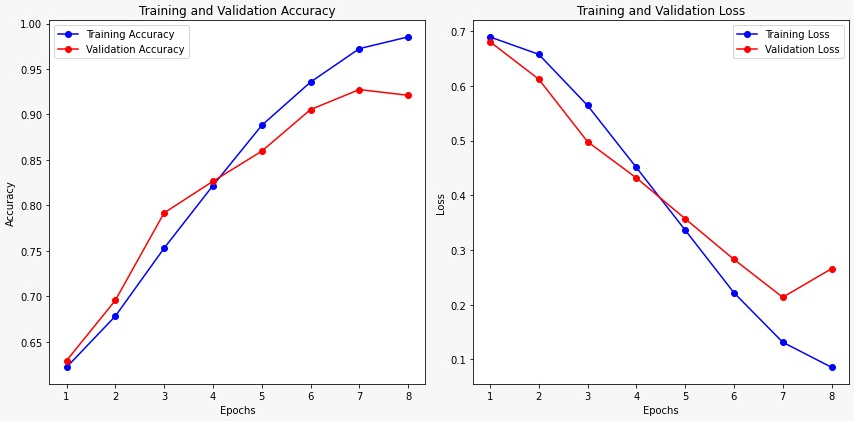 Training and Validation Accuracy
Training Accuracy
Validation Accuracy
1.00
0.95
0.90
0.85
0.80
0.75
0.70
0.65
Accuracy
1 2 3 4 5 6 7 8
Epochs
Training and Validation Loss
Training Loss
Validation Loss
0.7
0.6
0.5
0.4
0.3
0.2
0.1
Loss
1 2 3 4 5 6 7 8
Epochs